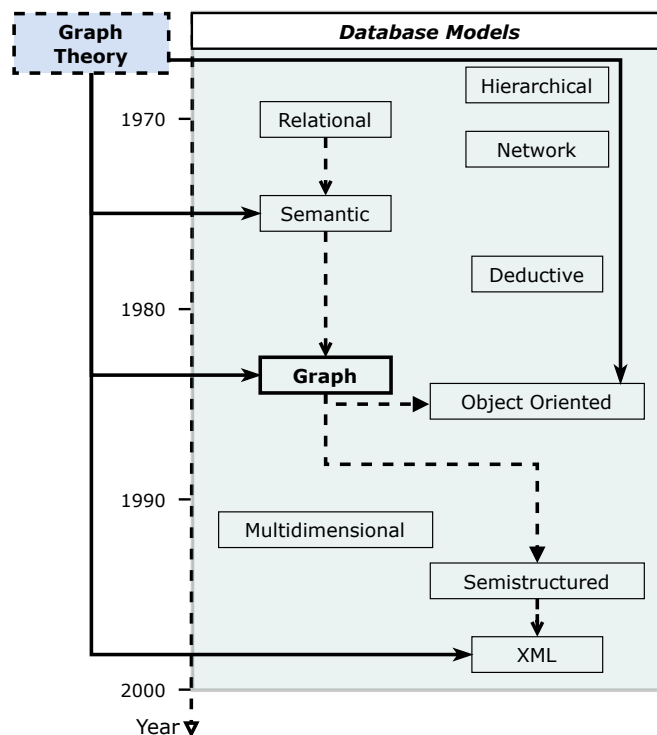 Graph
Theory
Database Models
Hierarchical
1970
Relational
Network
Semantic
Deductive
1980
Graph
Object Oriented
1990
Multidimensional
Semistructured
XML
2000
Year